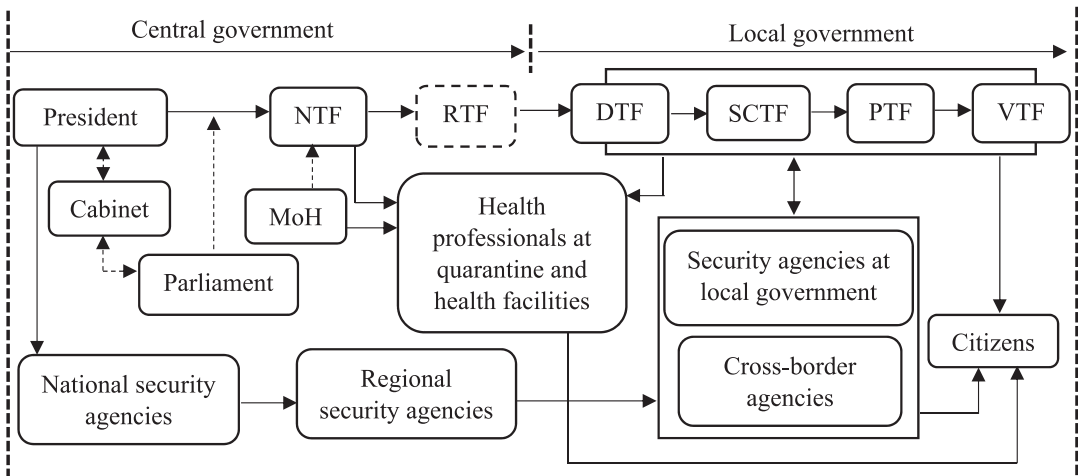 Central government
Local government
President
NTF
RTF
DTF
SCTF
PTF
VTF
Cabinet
MoH
Parliament
Health
professionals at
quarantine and
health facilities
Security agencies at
local government
Cross-border
agencies
Citizens
National security
agencies
Regional
security agencies